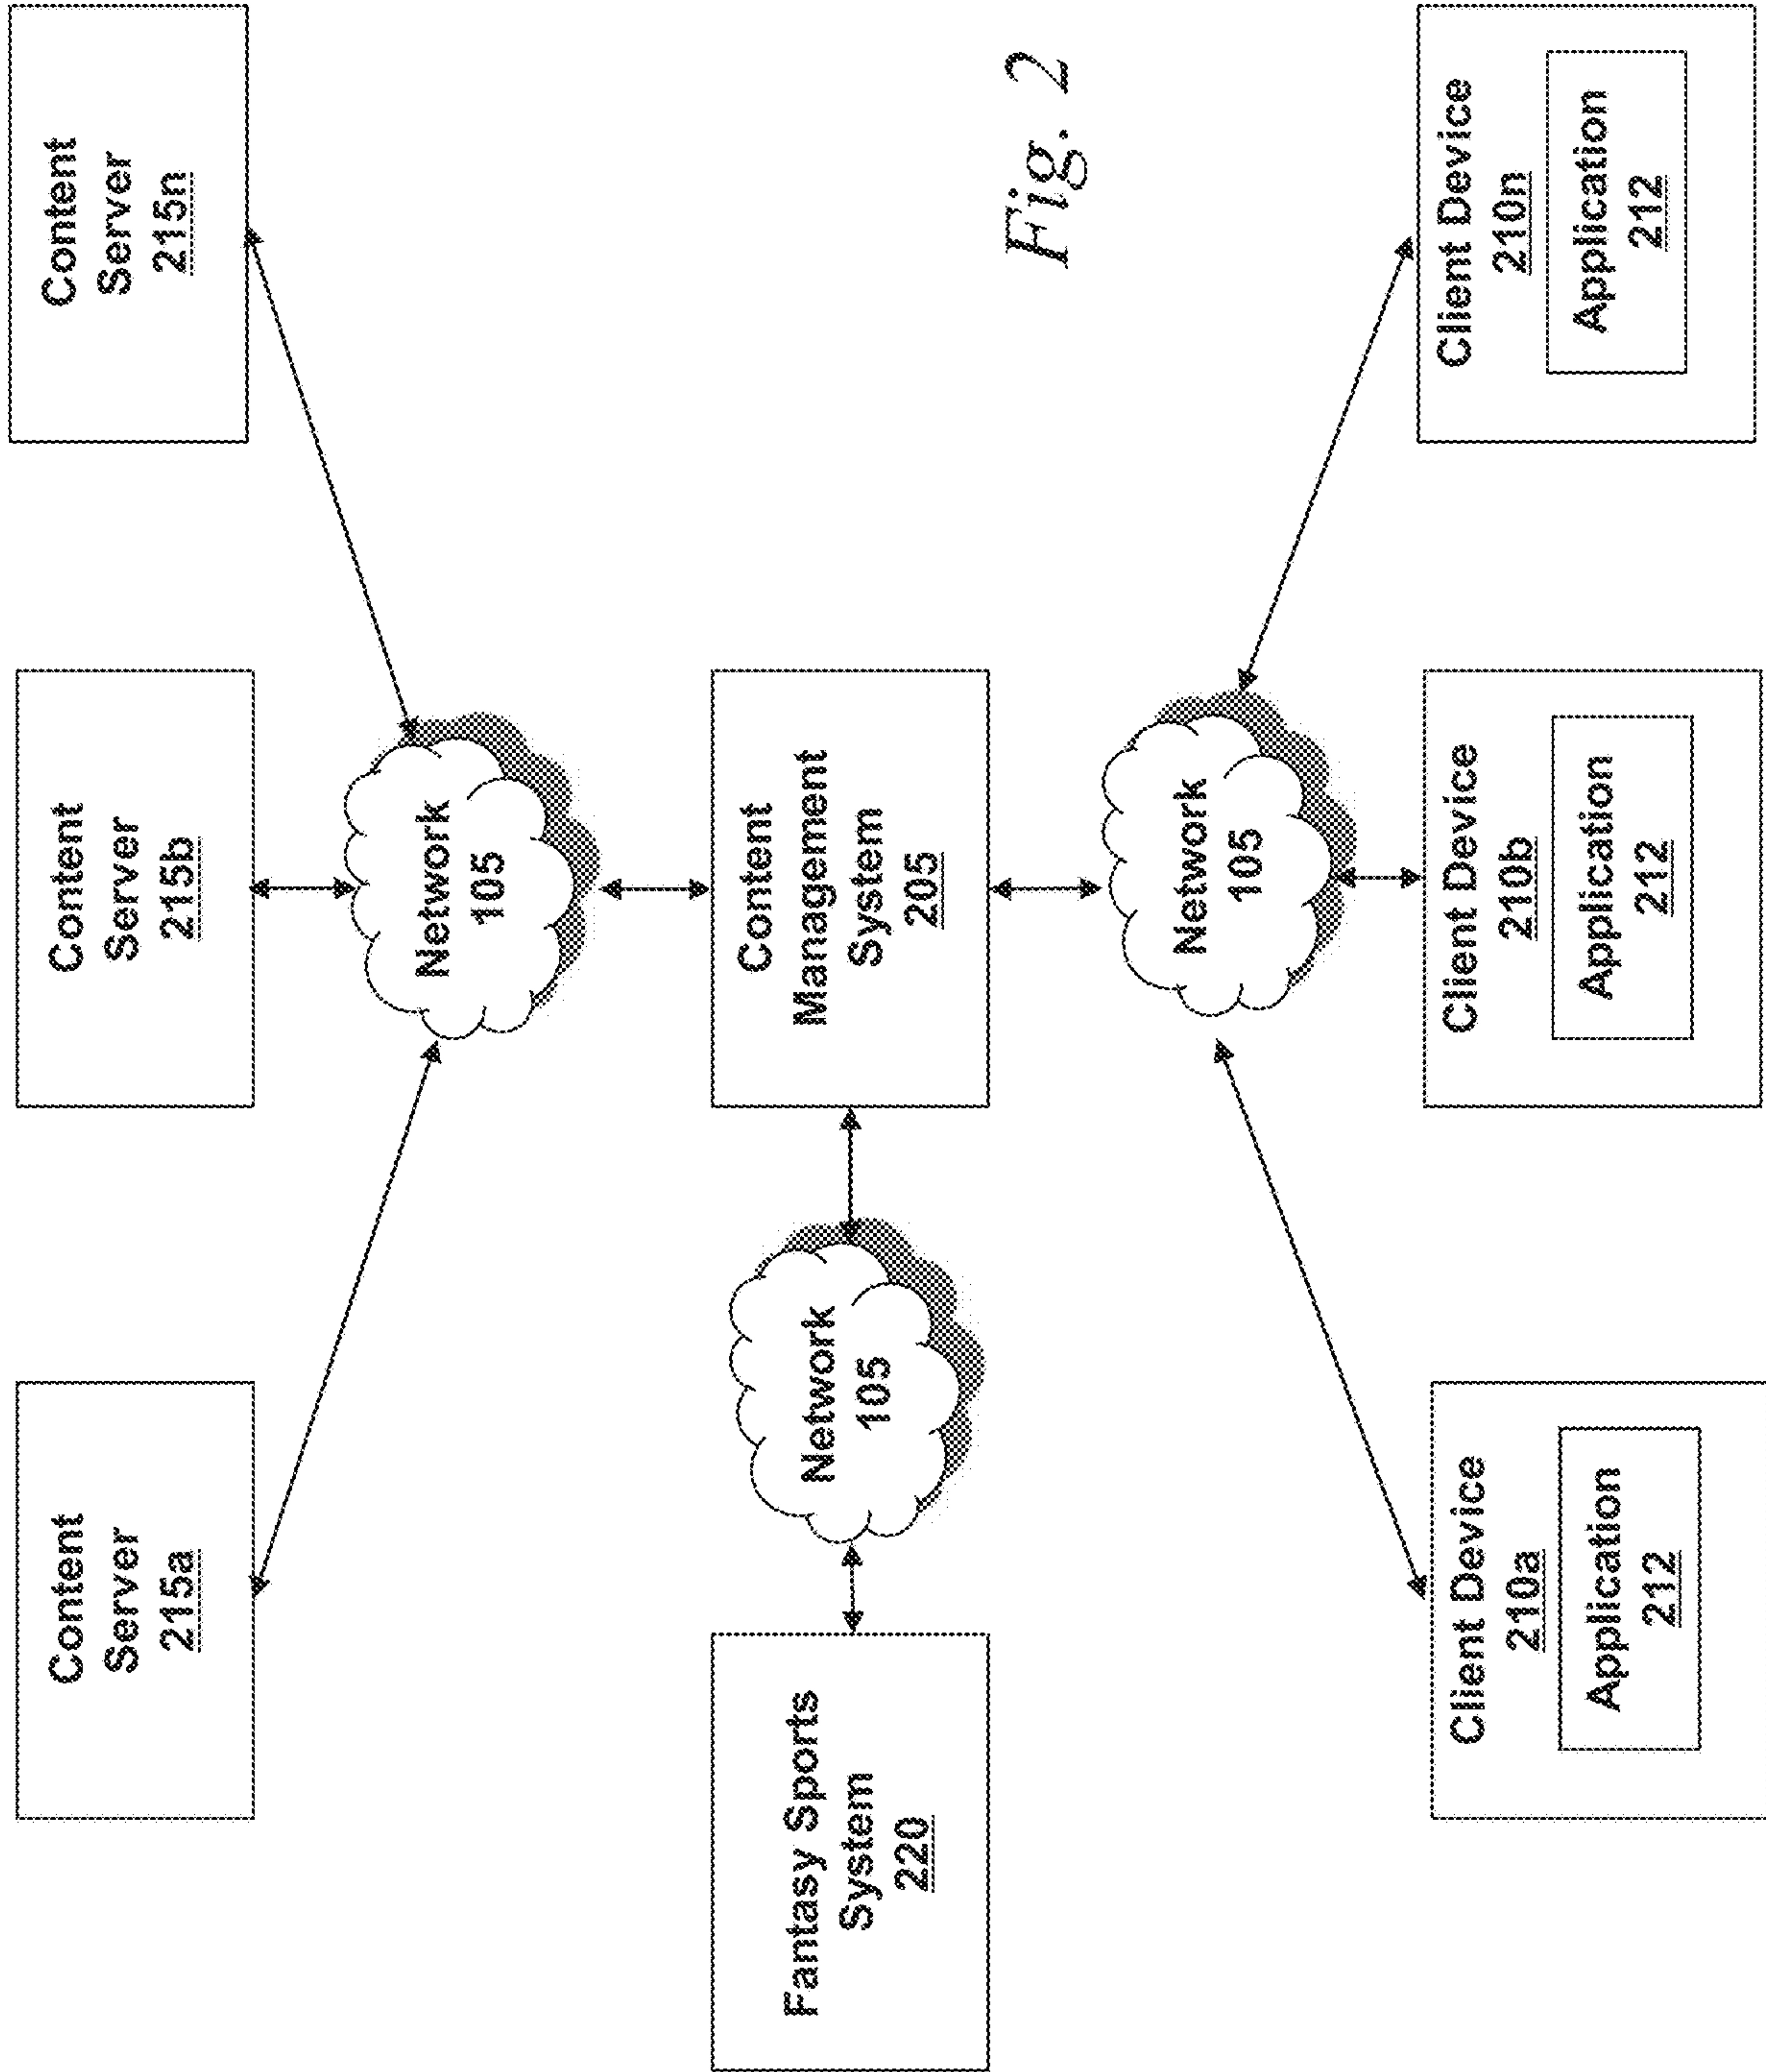 Content
Server
215a
Content
Server
215b
Content
Server
215n
Network
105
Fantasy Sports
System
220
Network
105
Content
Management
System
205
Network
105
Client Device
210a
Application
212
Client Device
210b
Application
212
Client Device
210n
Application
212
Fig. 2